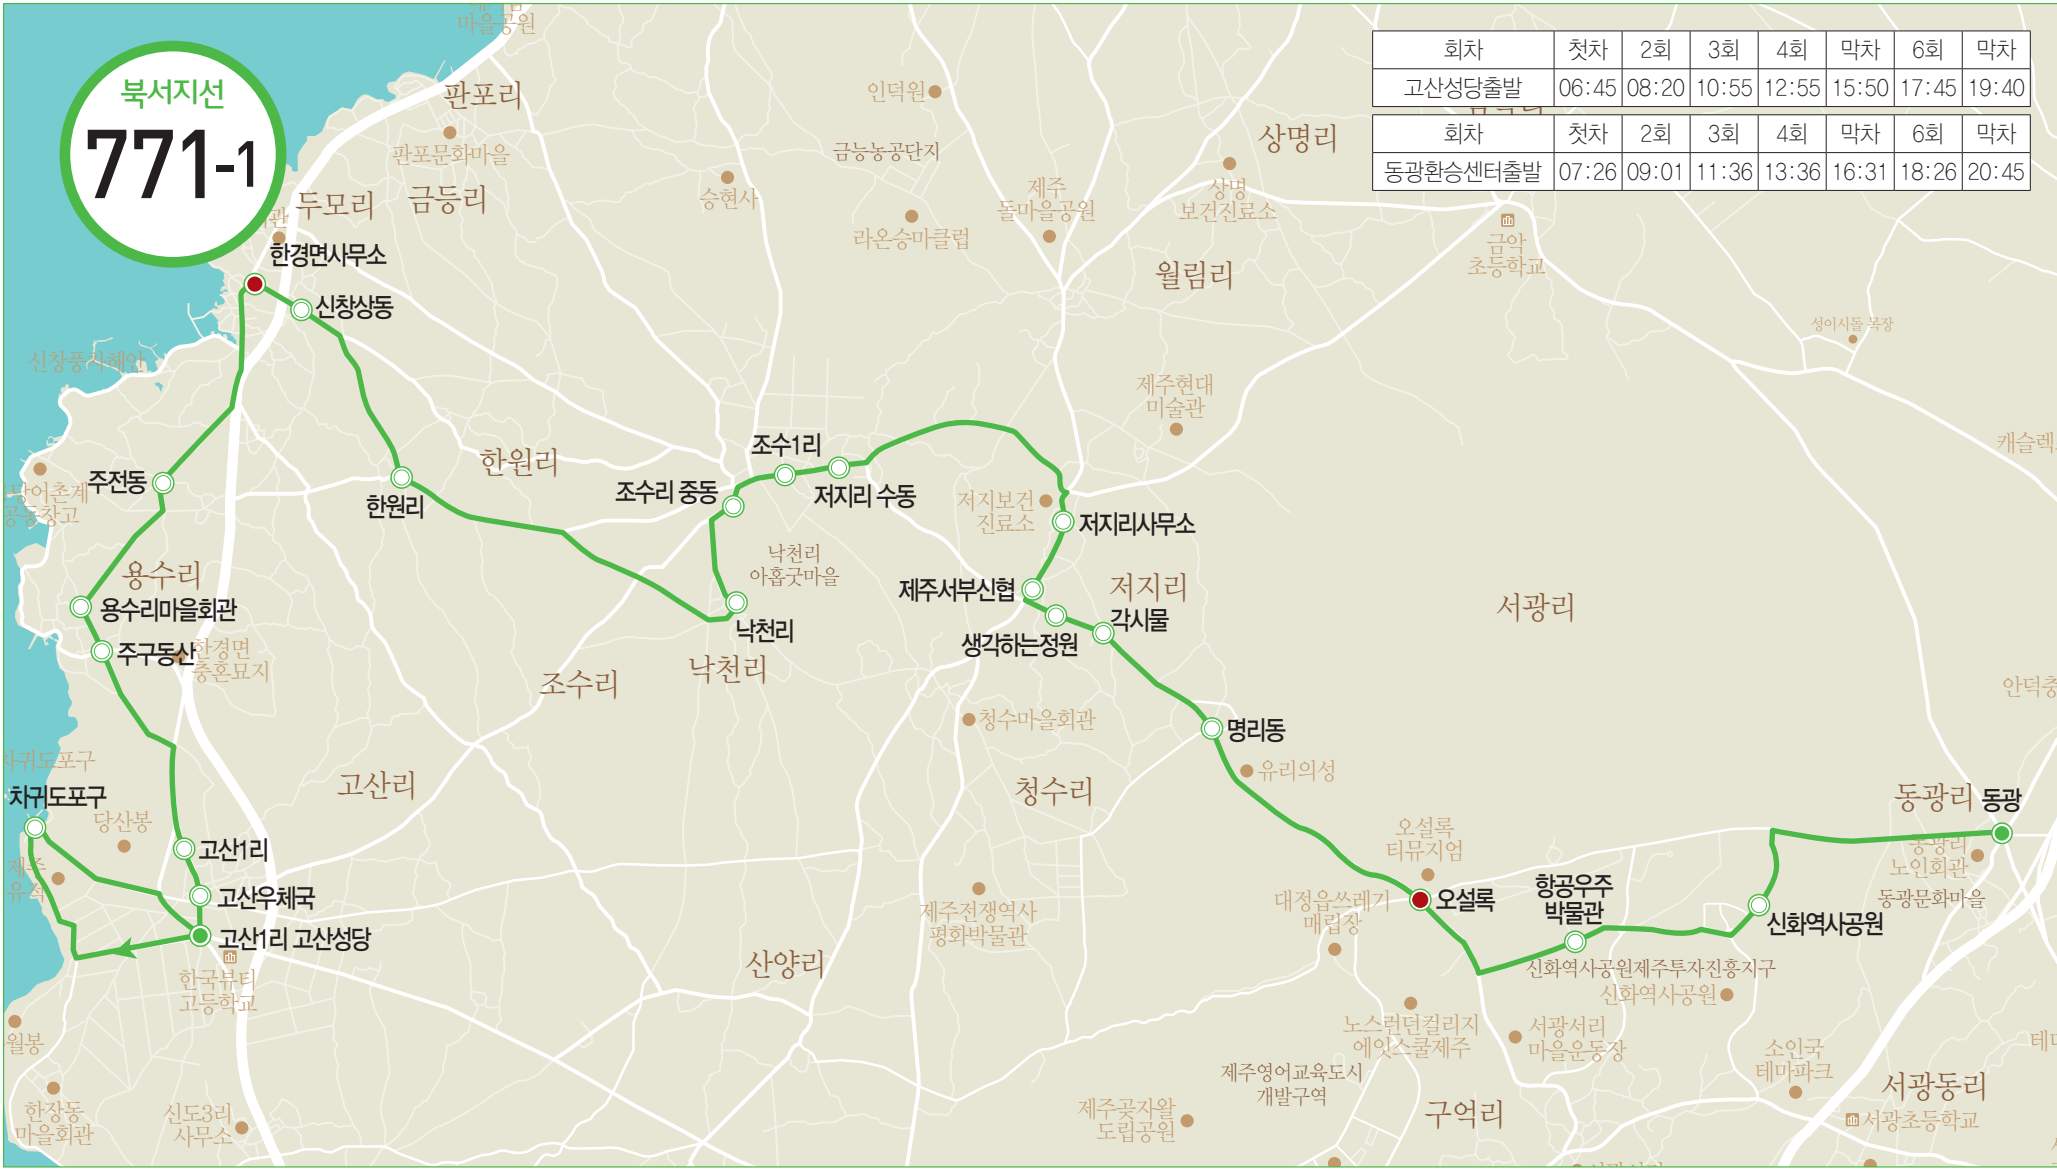 북서지선
771-1
회차 첫차 2회 3회 4회 막차 6회 막차
고산성당출발 06:45 08:20 10:55 12:55 15:50 17:45 19:40
회차 첫차 2회 3회 4회 막차 6회 막차
동광환승센터출발 07:26 09:01 11:36 13:36 16:31 18:26 20:45
마을공원
판포리
판포문화마을
두모리
금등리
인덕원
금능농공단지
승현사
라온승마클럽
제주
돌마을공원
상명리
상명
보건진료소
월림리
금악
초등학교
성이시돌 목장
한경면사무소
신창상동
신창풍차해안
제주현대
미술관
한원리
한원리
주전동
조수1리
조수리 중동
저지리 수동
저지보건
진료소
저지리사무소
공동창고
낙천리
아홉굿마을
제주서부신협
저지리
각시물
생각하는정원
서광리
용수리
용수리마을회관
주구동산
한경면
충혼묘지
낙천리
낙천리
조수리
청수마을회관
명리동
유리의성
청수리
고산리
차귀도포구
차귀도포구
당산봉
고산1리
고산우체국
고산1리 고산성당
제주
유적
한국뷰티
고등학교
오설록
티뮤지엄
동광리
동광
동광리
노인회관
동광문화마을
대정읍쓰레기
매립장
오설록
항공우주
박물관
신화역사공원
신화역사공원제주투자진흥지구
신화역사공원
제주전쟁역사
평화박물관
산양리
노스런던컬리지
에잇스쿨제주
서광서리
마을운동장
소인국
테마파크
제주영어교육도시
개발구역
서광동리
서광초등학교
구억리
제주곶자왈
도립공원
월봉
한장동
마을회관
신도3리
사무소